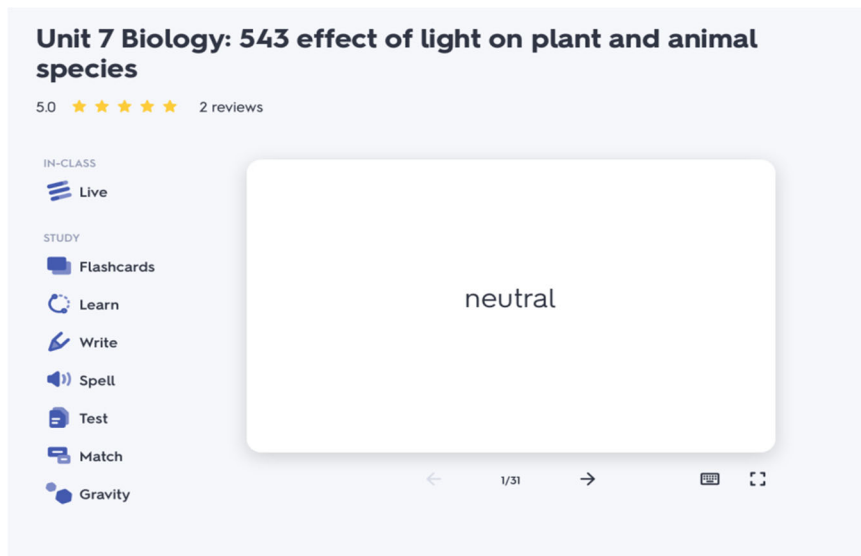 Unit 7 Biology: 543 effect of light on plant and animal
species
5.0 2 reviews
IN-CLASS
Live
STUDY
Flashcards
Learn
Write
Spell
Test
Match
Gravity
neutral
1/31